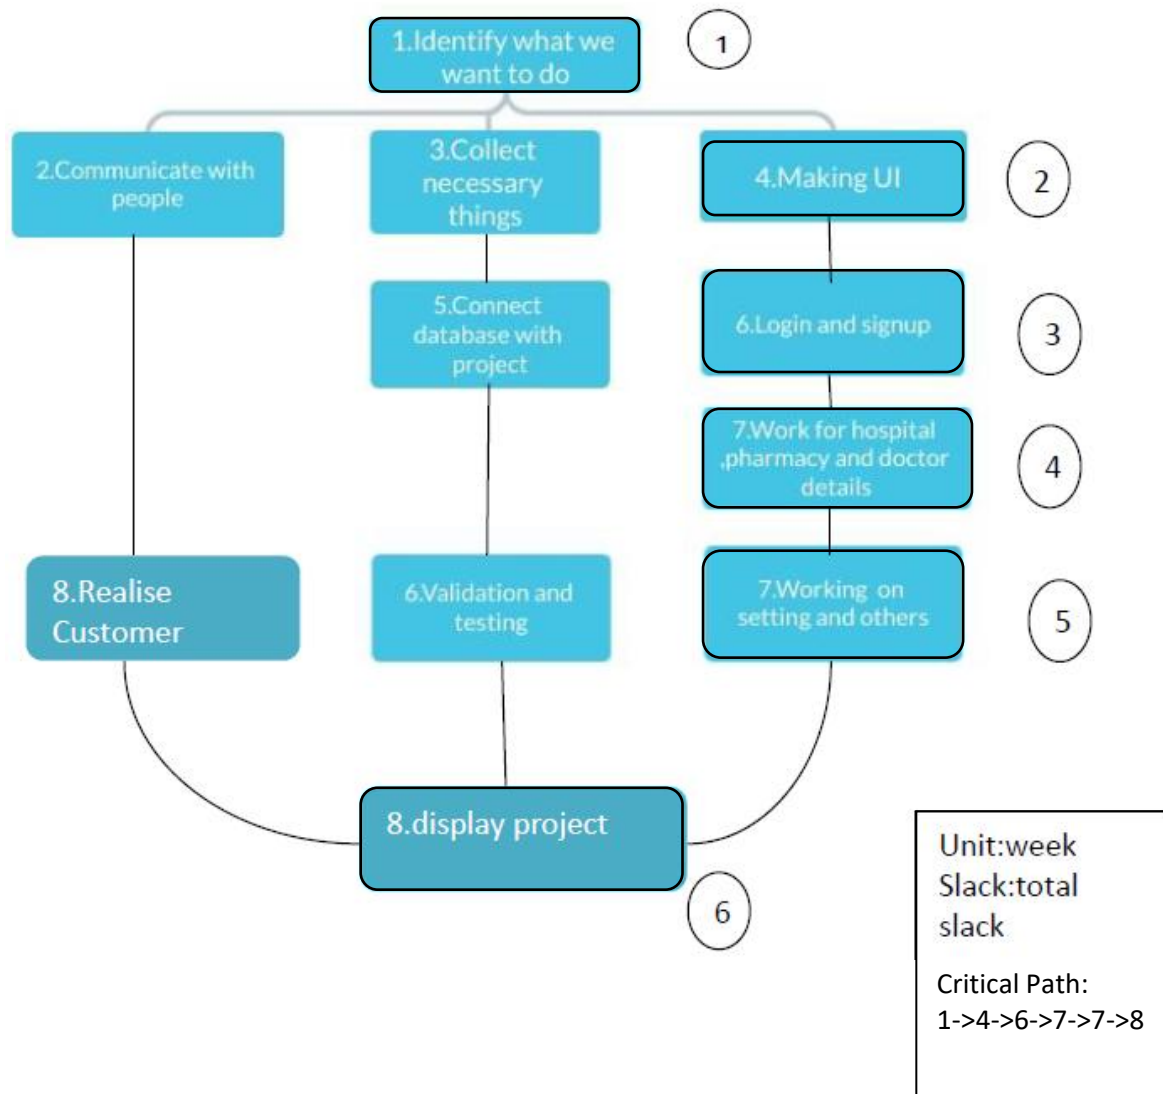 1.Identify what we
want to do
1
2.Communicate with
people
3.Collect
necessary
things
4.Making UI
2
5.Connect
database with
project
6.Login and signup
3
7.Work for hospital
,pharmacy and doctor
details
4
8.Realise
Customer
6.Validation and
testing
7.Working on
setting and others
5
8.display project
6
Unit:week
Slack:total
slack
Critical Path:
1->4->6->7->7->8